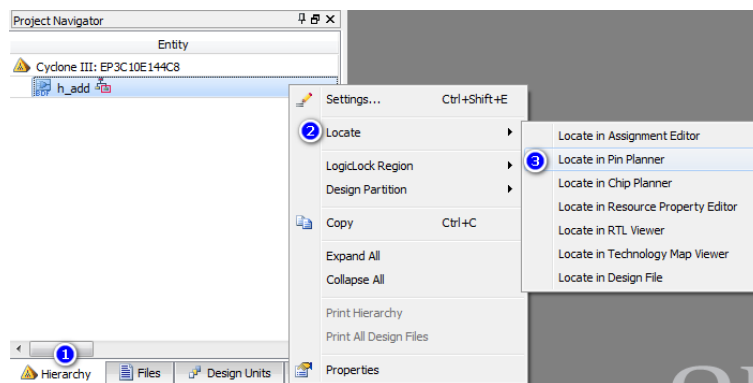 Project Navigator
Entity
Cyclone III: EP3C10E144C8
BDF h_add
Settings... Ctrl+Shift+E
2 Locate
LogicLock Region
Design Partition
Copy Ctrl+C
Expand All
Collapse All
Print Hierarchy
Print All Design Files
Properties
Locate in Assignment Editor
3 Locate in Pin Planner
Locate in Chip Planner
Locate in Resource Property Editor
Locate in RTL Viewer
Locate in Technology Map Viewer
Locate in Design File
1
Hierarchy Files Design Units